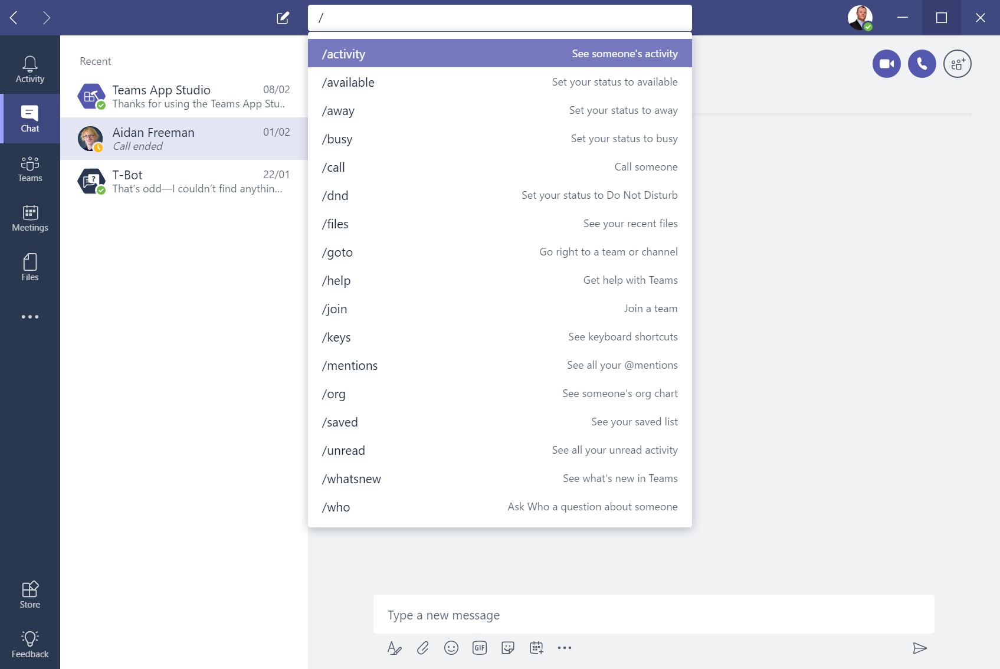 /
Activity
Chat
Teams
Meetings
Files
Store
Feedback
Recent
Teams App Studio 08/02
Thanks for using the Teams App Stu..
Aidan Freeman 01/02
Call ended
T-Bot 22/01
That's odd—I couldn't find anythin...
/activity See someone's activity
/available Set your status to available
/away Set your status to away
/busy Set your status to busy
/call Call someone
/dnd Set your status to Do Not Disturb
/files See your recent files
/goto Go right to a team or channel
/help Get help with Teams
/join Join a team
/keys See keyboard shortcuts
/mentions See all your @mentions
/org See someone's org chart
/saved See your saved list
/unread See all your unread activity
/whatsnew See what's new in Teams
/who Ask Who a question about someone
Type a new message
GIF